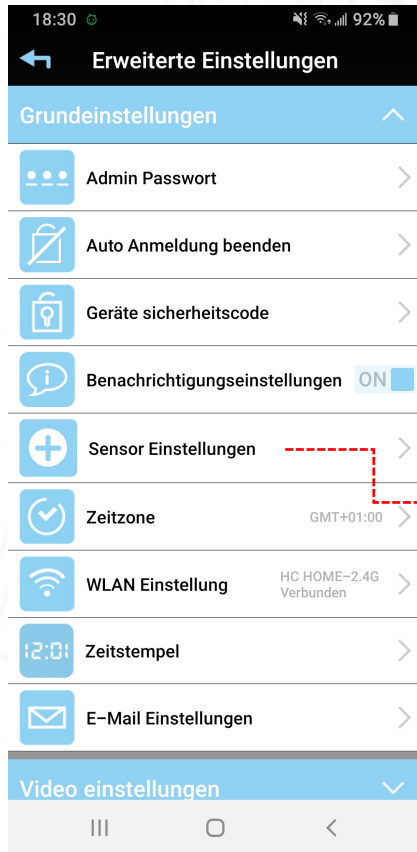 18:30 92%
Erweiterte Einstellungen
Grundeinstellungen
Admin Passwort
Auto Anmeldung beenden
Geräte sicherheitscode
Benachrichtigungseinstellungen ON
Sensor Einstellungen
Zeitzone GMT+01:00
WLAN Einstellung HC HOME-2.4G
Verbunden
12:01 Zeitstempel
E-Mail Einstellungen
Video einstellungen